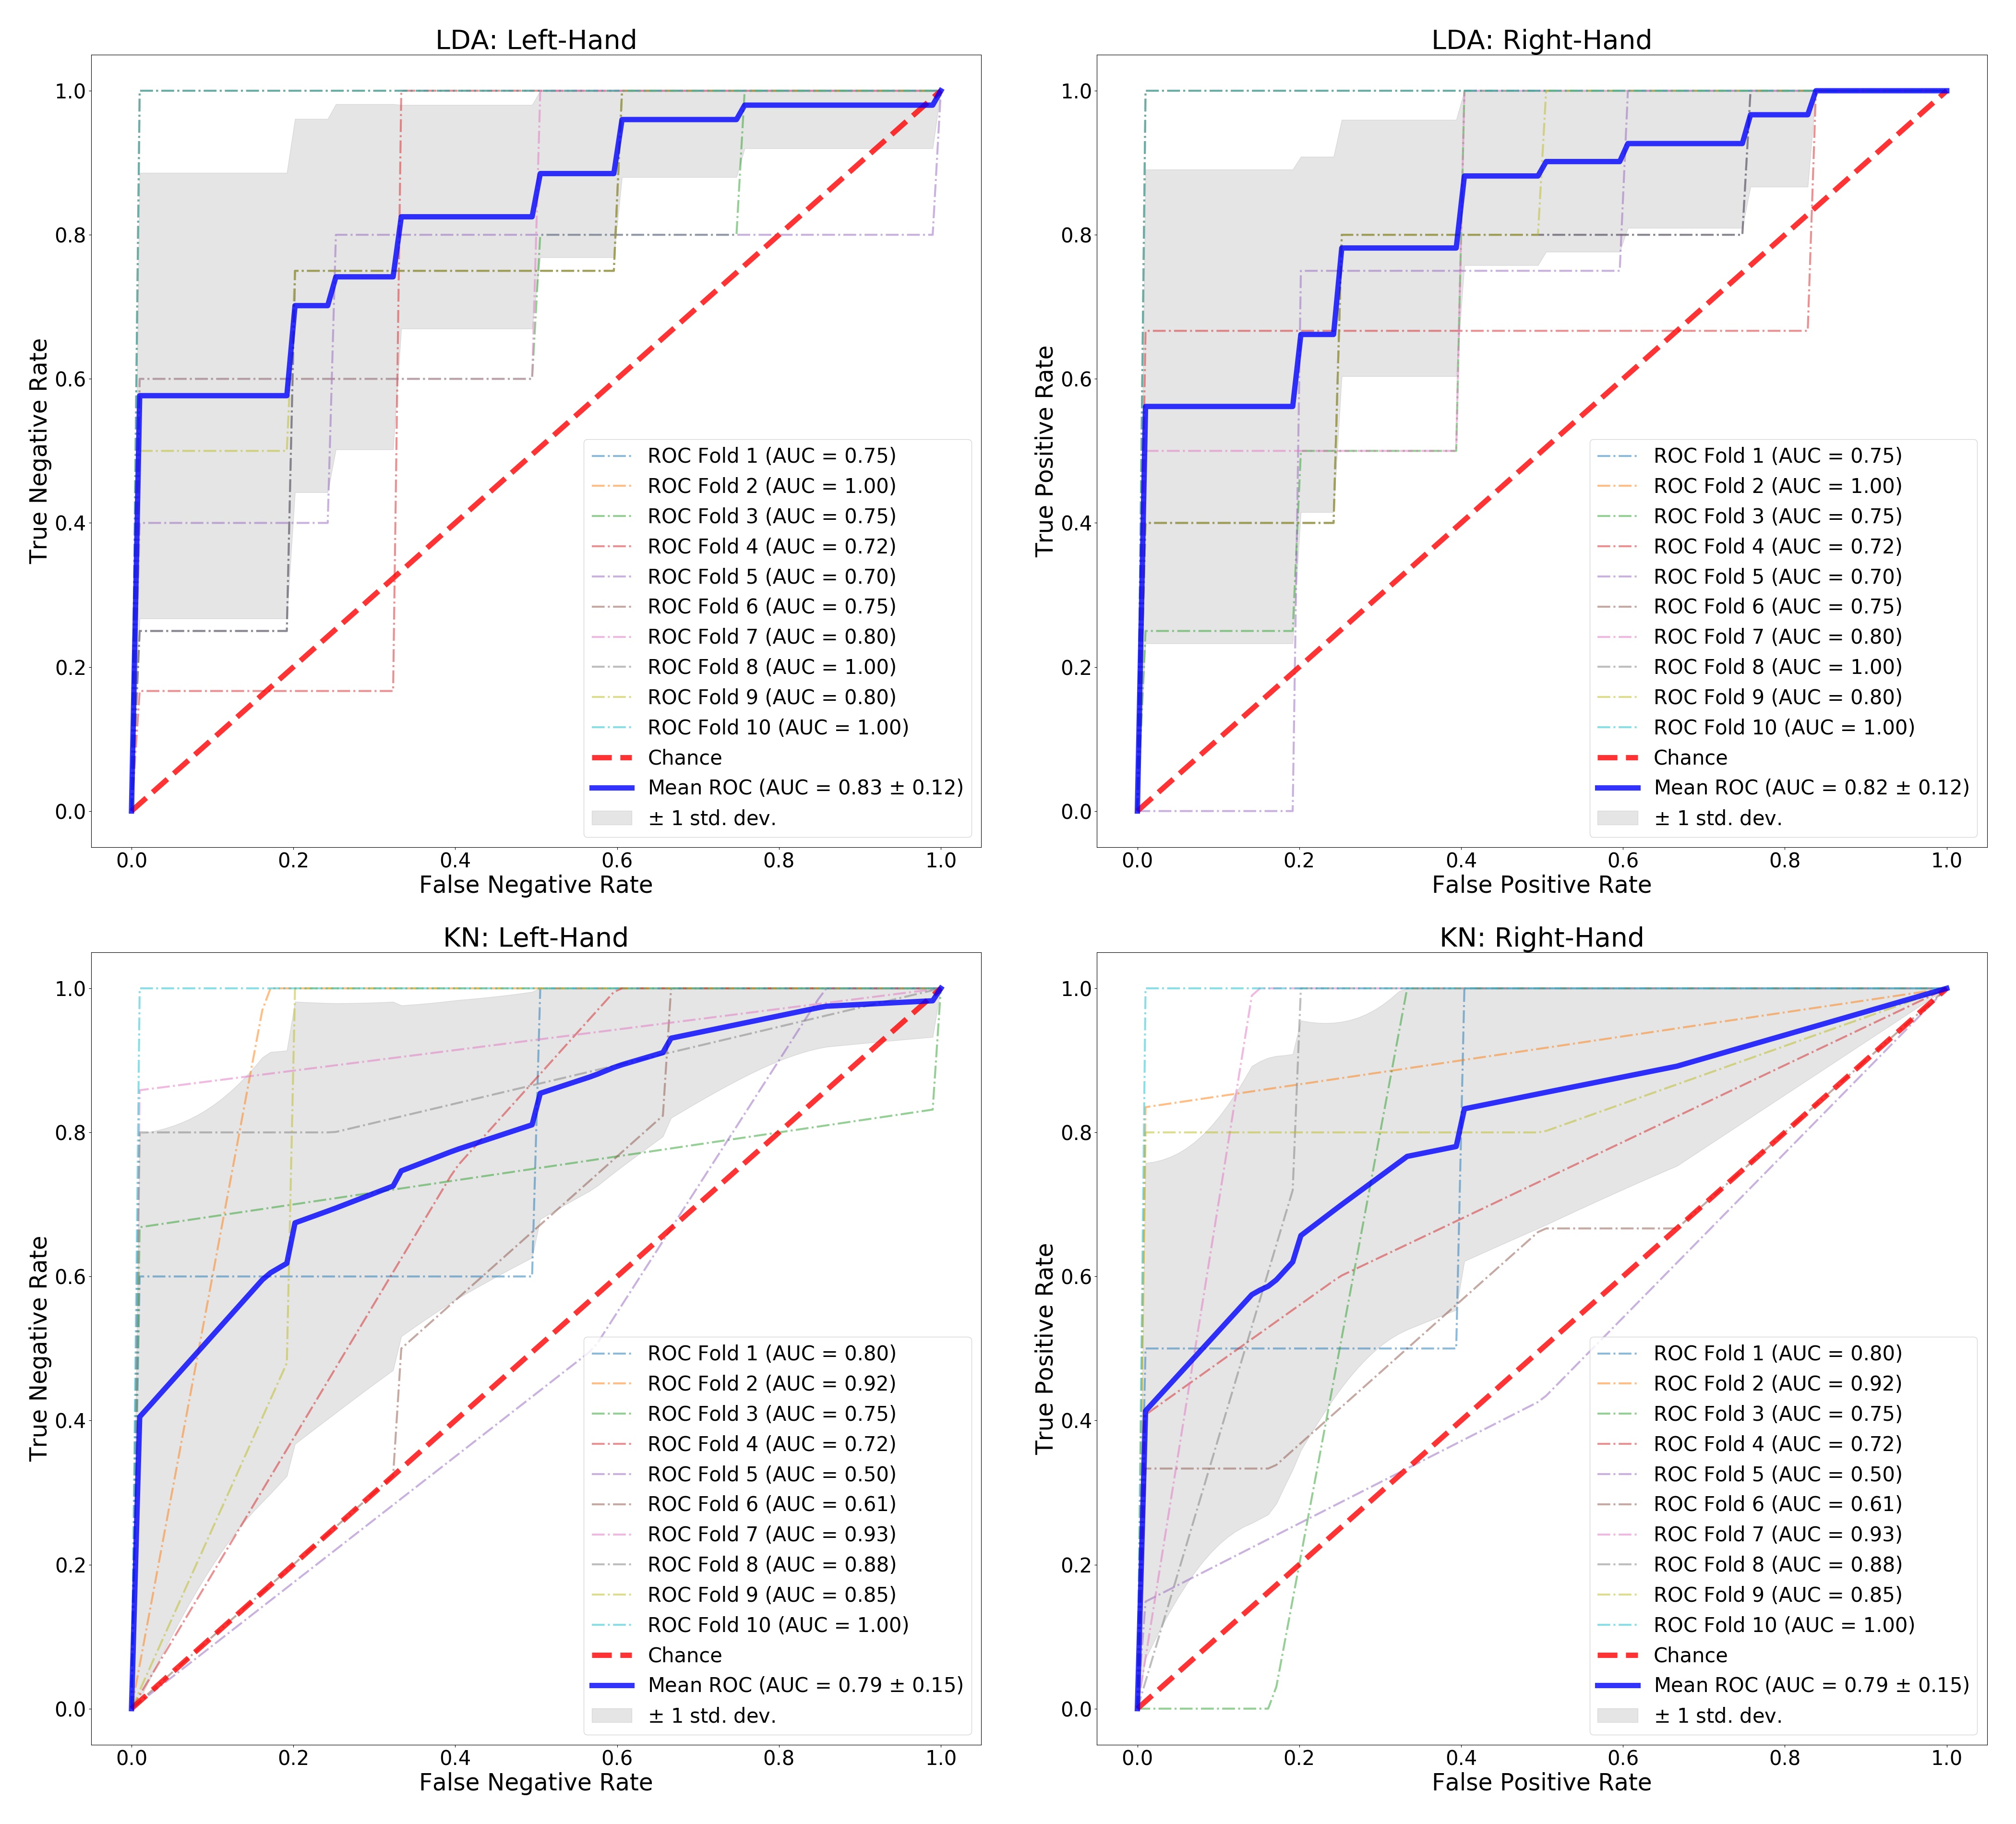 LDA: Left-Hand
True Negative Rate
1.0
0.8
0.6
0.4
0.2
0.0
ROC Fold 1 (AUC = 0.75)
ROC Fold 2 (AUC = 1.00)
ROC Fold 3 (AUC = 0.75)
ROC Fold 4 (AUC = 0.72)
ROC Fold 5 (AUC = 0.70)
ROC Fold 6 (AUC = 0.75)
ROC Fold 7 (AUC = 0.80)
ROC Fold 8 (AUC = 1.00)
ROC Fold 9 (AUC = 0.80)
ROC Fold 10 (AUC = 1.00)
Chance
Mean ROC (AUC = 0.83 ± 0.12)
± 1 std. dev.
0.0 0.2 0.4 0.6 0.8 1.0
False Negative Rate
LDA: Right-Hand
True Positive Rate
1.0
0.8
0.6
0.4
0.2
0.0
ROC Fold 1 (AUC = 0.75)
ROC Fold 2 (AUC = 1.00)
ROC Fold 3 (AUC = 0.75)
ROC Fold 4 (AUC = 0.72)
ROC Fold 5 (AUC = 0.70)
ROC Fold 6 (AUC = 0.75)
ROC Fold 7 (AUC = 0.80)
ROC Fold 8 (AUC = 1.00)
ROC Fold 9 (AUC = 0.80)
ROC Fold 10 (AUC = 1.00)
Chance
Mean ROC (AUC = 0.82 ± 0.12)
± 1 std. dev.
0.0 0.2 0.4 0.6 0.8 1.0
False Positive Rate
KN: Left-Hand
True Negative Rate
1.0
0.8
0.6
0.4
0.2
0.0
ROC Fold 1 (AUC = 0.80)
ROC Fold 2 (AUC = 0.92)
ROC Fold 3 (AUC = 0.75)
ROC Fold 4 (AUC = 0.72)
ROC Fold 5 (AUC = 0.50)
ROC Fold 6 (AUC = 0.61)
ROC Fold 7 (AUC = 0.93)
ROC Fold 8 (AUC = 0.88)
ROC Fold 9 (AUC = 0.85)
ROC Fold 10 (AUC = 1.00)
Chance
Mean ROC (AUC = 0.79 ± 0.15)
± 1 std. dev.
0.0 0.2 0.4 0.6 0.8 1.0
False Negative Rate
KN: Right-Hand
True Positive Rate
1.0
0.8
0.6
0.4
0.2
0.0
ROC Fold 1 (AUC = 0.80)
ROC Fold 2 (AUC = 0.92)
ROC Fold 3 (AUC = 0.75)
ROC Fold 4 (AUC = 0.72)
ROC Fold 5 (AUC = 0.50)
ROC Fold 6 (AUC = 0.61)
ROC Fold 7 (AUC = 0.93)
ROC Fold 8 (AUC = 0.88)
ROC Fold 9 (AUC = 0.85)
ROC Fold 10 (AUC = 1.00)
Chance
Mean ROC (AUC = 0.79 ± 0.15)
± 1 std. dev.
0.0 0.2 0.4 0.6 0.8 1.0
False Positive Rate